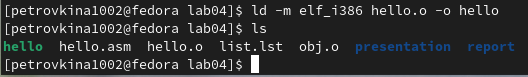 [petrovkina1002@fedora lab04]$ ld -m elf_i386 hello.o -o hello
[petrovkina1002@fedora lab04]$ ls
hello  hello.asm  hello.o  list.lst  obj.o  presentation  report
[petrovkina1002@fedora lab04]$